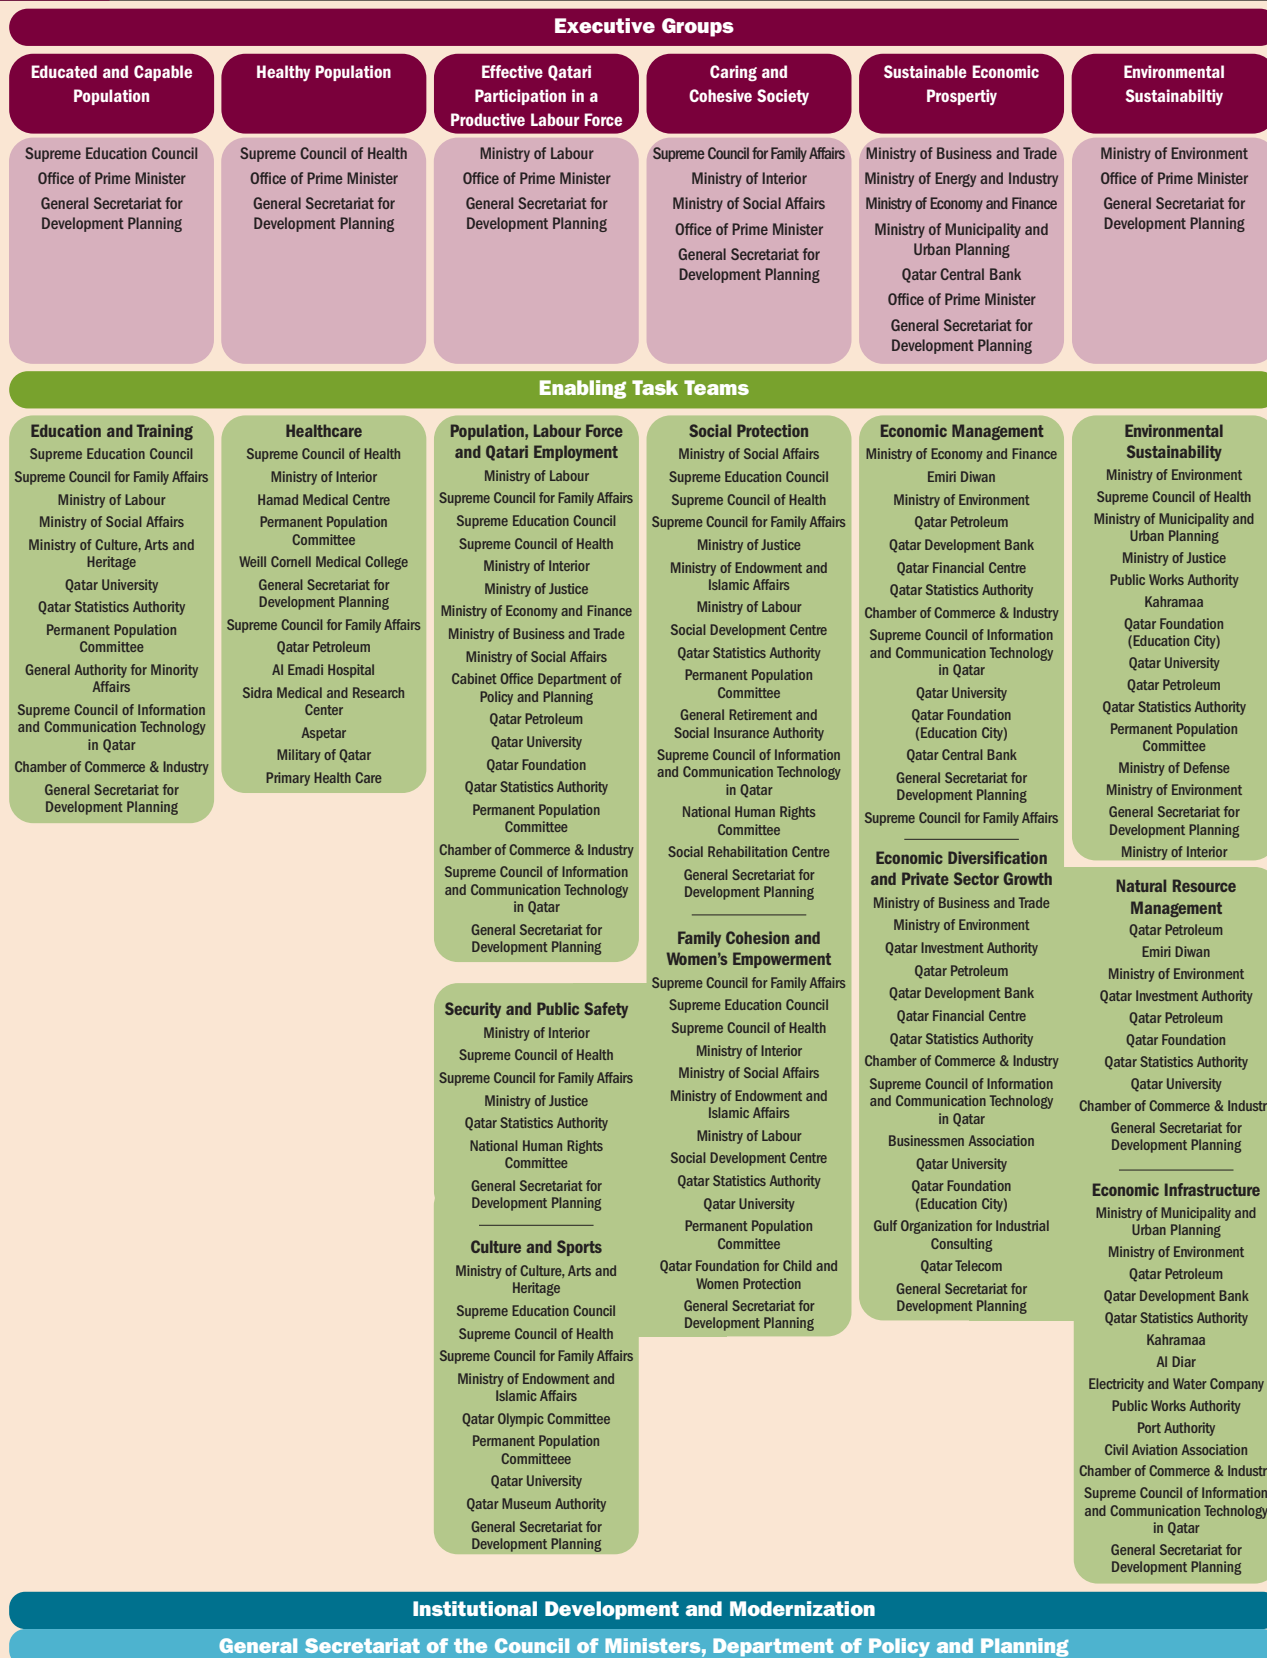 Executive Groups
Educated and Capable
Population
Supreme Education Council
Office of Prime Minister
General Secretariat for
Development Planning
Healthy Population
Supreme Council of Health
Office of Prime Minister
General Secretariat for
Development Planning
Effective Qatari
Participation in a
Productive Labour Force
Ministry of Labour
Office of Prime Minister
General Secretariat for
Development Planning
Caring and
Cohesive Society
Supreme Council for Family Affairs
Ministry of Interior
Ministry of Social Affairs
Office of Prime Minister
General Secretariat for
Development Planning
Sustainable Economic
Prospertiy
Ministry of Business and Trade
Ministry of Energy and Industry
Ministry of Economy and Finance
Ministry of Municipality and
Urban Planning
Qatar Central Bank
Office of Prime Minister
General Secretariat for
Development Planning
Environmental
Sustainabiltiy
Ministry of Environment
Office of Prime Minister
General Secretariat for
Development Planning
Enabling Task Teams
Education and Training
Supreme Education Council
Supreme Council for Family Affairs
Ministry of Labour
Ministry of Social Affairs
Ministry of Culture, Arts and
Heritage
Qatar University
Qatar Statistics Authority
Permanent Population
Committee
General Authority for Minority
Affairs
Supreme Council of Information
and Communication Technology
in Qatar
Chamber of Commerce & Industry
General Secretariat for
Development Planning
Healthcare
Supreme Council of Health
Ministry of Interior
Hamad Medical Centre
Permanent Population
Committee
Weill Cornell Medical College
General Secretariat for
Development Planning
Supreme Council for Family Affairs
Qatar Petroleum
Al Emadi Hospital
Sidra Medical and Research
Center
Aspetar
Military of Qatar
Primary Health Care
Population, Labour Force
and Qatari Employment
Ministry of Labour
Supreme Council for Family Affairs
Supreme Education Council
Supreme Council of Health
Ministry of Interior
Ministry of Justice
Ministry of Economy and Finance
Ministry of Business and Trade
Ministry of Social Affairs
Cabinet Office Department of
Policy and Planning
Qatar Petroleum
Qatar University
Qatar Foundation
Qatar Statistics Authority
Permanent Population
Committee
Chamber of Commerce & Industry
Supreme Council of Information
and Communication Technology
in Qatar
General Secretariat for
Development Planning
Security and Public Safety
Ministry of Interior
Supreme Council of Health
Supreme Council for Family Affairs
Ministry of Justice
Qatar Statistics Authority
National Human Rights
Committee
General Secretariat for
Development Planning
Culture and Sports
Ministry of Culture, Arts and
Heritage
Supreme Education Council
Supreme Council of Health
Supreme Council for Family Affairs
Ministry of Endowment and
Islamic Affairs
Qatar Olympic Committee
Permanent Population
Committeee
Qatar University
Qatar Museum Authority
General Secretariat for
Development Planning
Social Protection
Ministry of Social Affairs
Supreme Education Council
Supreme Council of Health
Supreme Council for Family Affairs
Ministry of Justice
Ministry of Endowment and
Islamic Affairs
Ministry of Labour
Social Development Centre
Qatar Statistics Authority
Permanent Population
Committee
General Retirement and
Social Insurance Authority
Supreme Council of Information
and Communication Technology
in Qatar
National Human Rights
Committee
Social Rehabilitation Centre
General Secretariat for
Development Planning
Family Cohesion and
Women’s Empowerment
Supreme Council for Family Affairs
Supreme Education Council
Supreme Council of Health
Ministry of Interior
Ministry of Social Affairs
Ministry of Endowment and
Islamic Affairs
Ministry of Labour
Social Development Centre
Qatar Statistics Authority
Qatar University
Permanent Population
Committee
Qatar Foundation for Child and
Women Protection
General Secretariat for
Development Planning
Economic Management
Ministry of Economy and Finance
Emiri Diwan
Ministry of Environment
Qatar Petroleum
Qatar Development Bank
Qatar Financial Centre
Qatar Statistics Authority
Chamber of Commerce & Industry
Supreme Council of Information
and Communication Technology
in Qatar
Qatar University
Qatar Foundation
(Education City)
Qatar Central Bank
General Secretariat for
Development Planning
Supreme Council for Family Affairs
Economic Diversification
and Private Sector Growth
Ministry of Business and Trade
Ministry of Environment
Qatar Investment Authority
Qatar Petroleum
Qatar Development Bank
Qatar Financial Centre
Qatar Statistics Authority
Chamber of Commerce & Industry
Supreme Council of Information
and Communication Technology
in Qatar
Businessmen Association
Qatar University
Qatar Foundation
(Education City)
Gulf Organization for Industrial
Consulting
Qatar Telecom
General Secretariat for
Development Planning
Environmental
Sustainability
Ministry of Environment
Supreme Council of Health
Ministry of Municipality and
Urban Planning
Ministry of Justice
Public Works Authority
Kahramaa
Qatar Foundation
(Education City)
Qatar University
Qatar Petroleum
Qatar Statistics Authority
Permanent Population
Committee
Ministry of Defense
Ministry of Environment
General Secretariat for
Development Planning
Ministry of Interior
Natural Resource
Management
Qatar Petroleum
Emiri Diwan
Ministry of Environment
Qatar Investment Authority
Qatar Petroleum
Qatar Foundation
Qatar Statistics Authority
Qatar University
Chamber of Commerce & Industr
General Secretariat for
Development Planning
Economic Infrastructure
Ministry of Municipality and
Urban Planning
Ministry of Environment
Qatar Petroleum
Qatar Development Bank
Qatar Statistics Authority
Kahramaa
Al Diar
Electricity and Water Company
Public Works Authority
Port Authority
Civil Aviation Association
Chamber of Commerce & Industr
Supreme Council of Information
and Communication Technology
in Qatar
General Secretariat for
Development Planning
Institutional Development and Modernization
General Secretariat of the Council of Ministers, Department of Policy and Planning